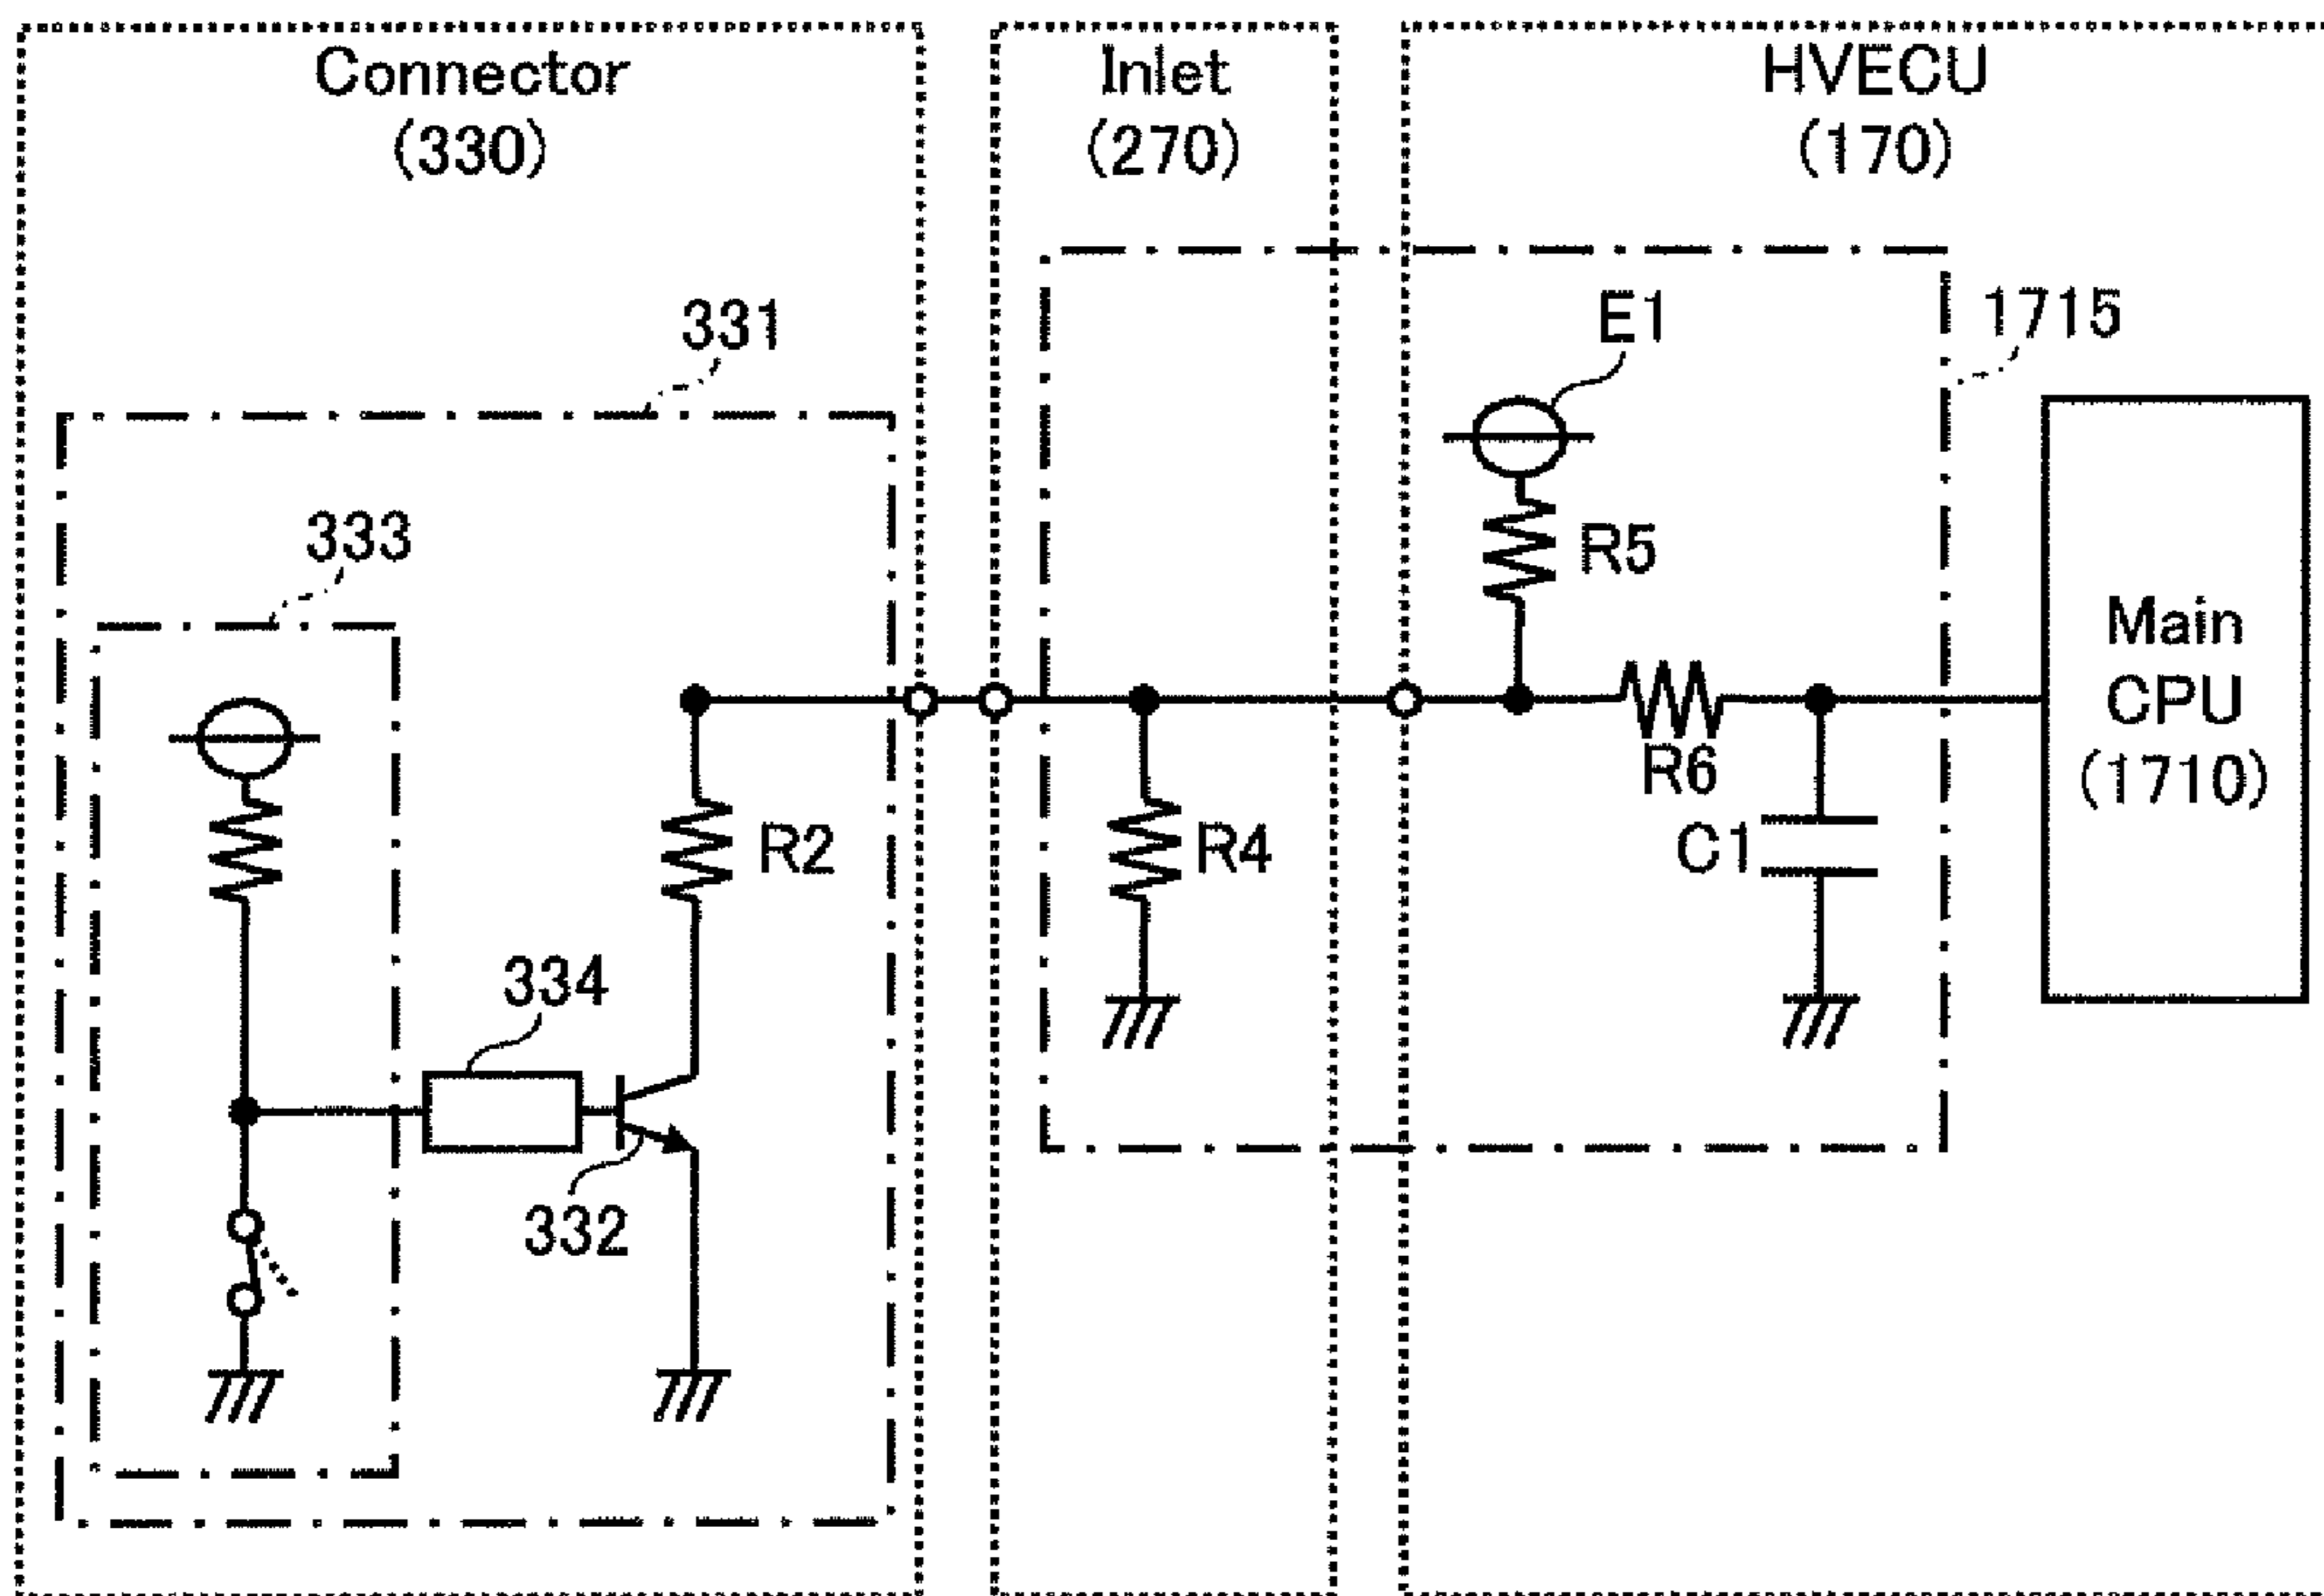 Connector
(330)
Inlet
(270)
HVECU
(170)
331
E1
1715
333
R5
Main
CPU
(1710)
R6
R2
R4
C1
334
332